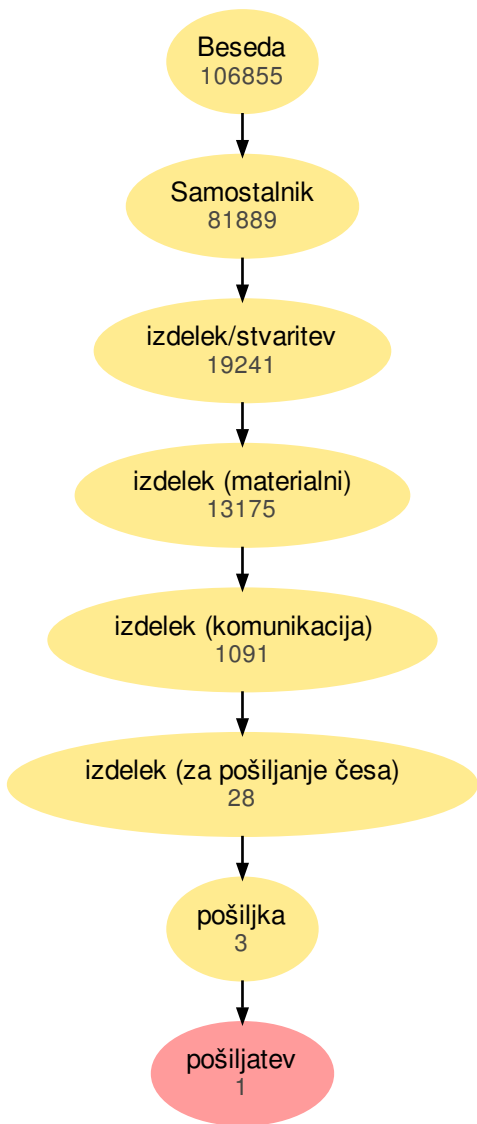 Beseda
106855
Samostalnik
81889
izdelek/stvaritev
19241
izdelek (materialni)
13175
izdelek (komunikacija)
1091
izdelek (za pošiljanje česa)
28
pošiljka
3
pošiljatev
1